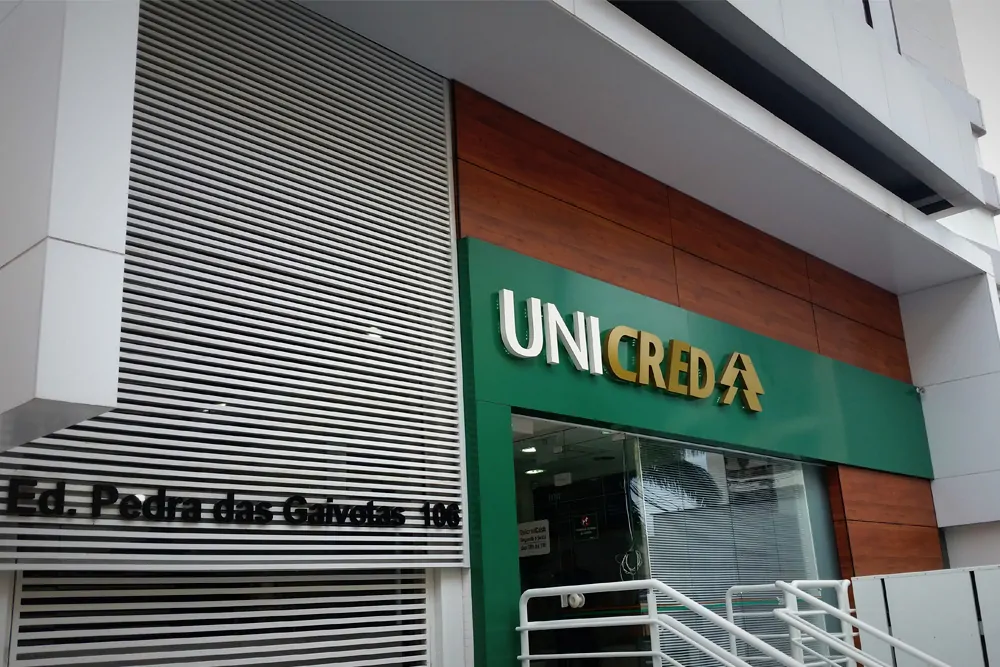 UNICRED
Ed. Pedra das Gaivotas 106